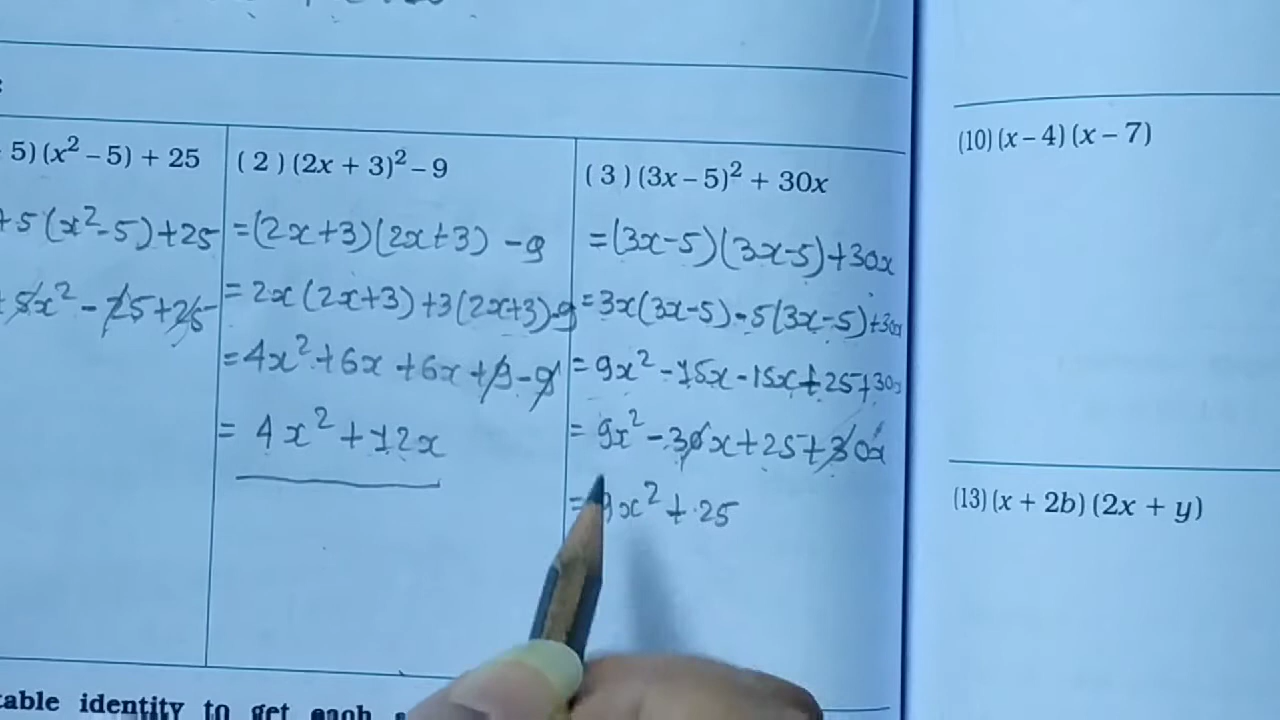 5) (x² – 5) + 25
+5(x²-5)+25
+ 5x² - 25+25
( 2 ) (2x + 3)² – 9
=(2x+3)(2x+3) -9
= 2x(2x+3)+3(2x+3)-9
=4x²+6x+6x+9-9
= 4x²+12x
( 3 ) (3x – 5)² + 30x
=(3x-5)(3x-5)+30x
=3x(3x-5)-5(3x-5)+30x
= 9x²-15x-15x+25+30x
= 9x²-30x+25+30x
= 9x²+25
table identity to get each
(10) (x – 4) (x – 7)
(13) (x + 2b) (2x + y)